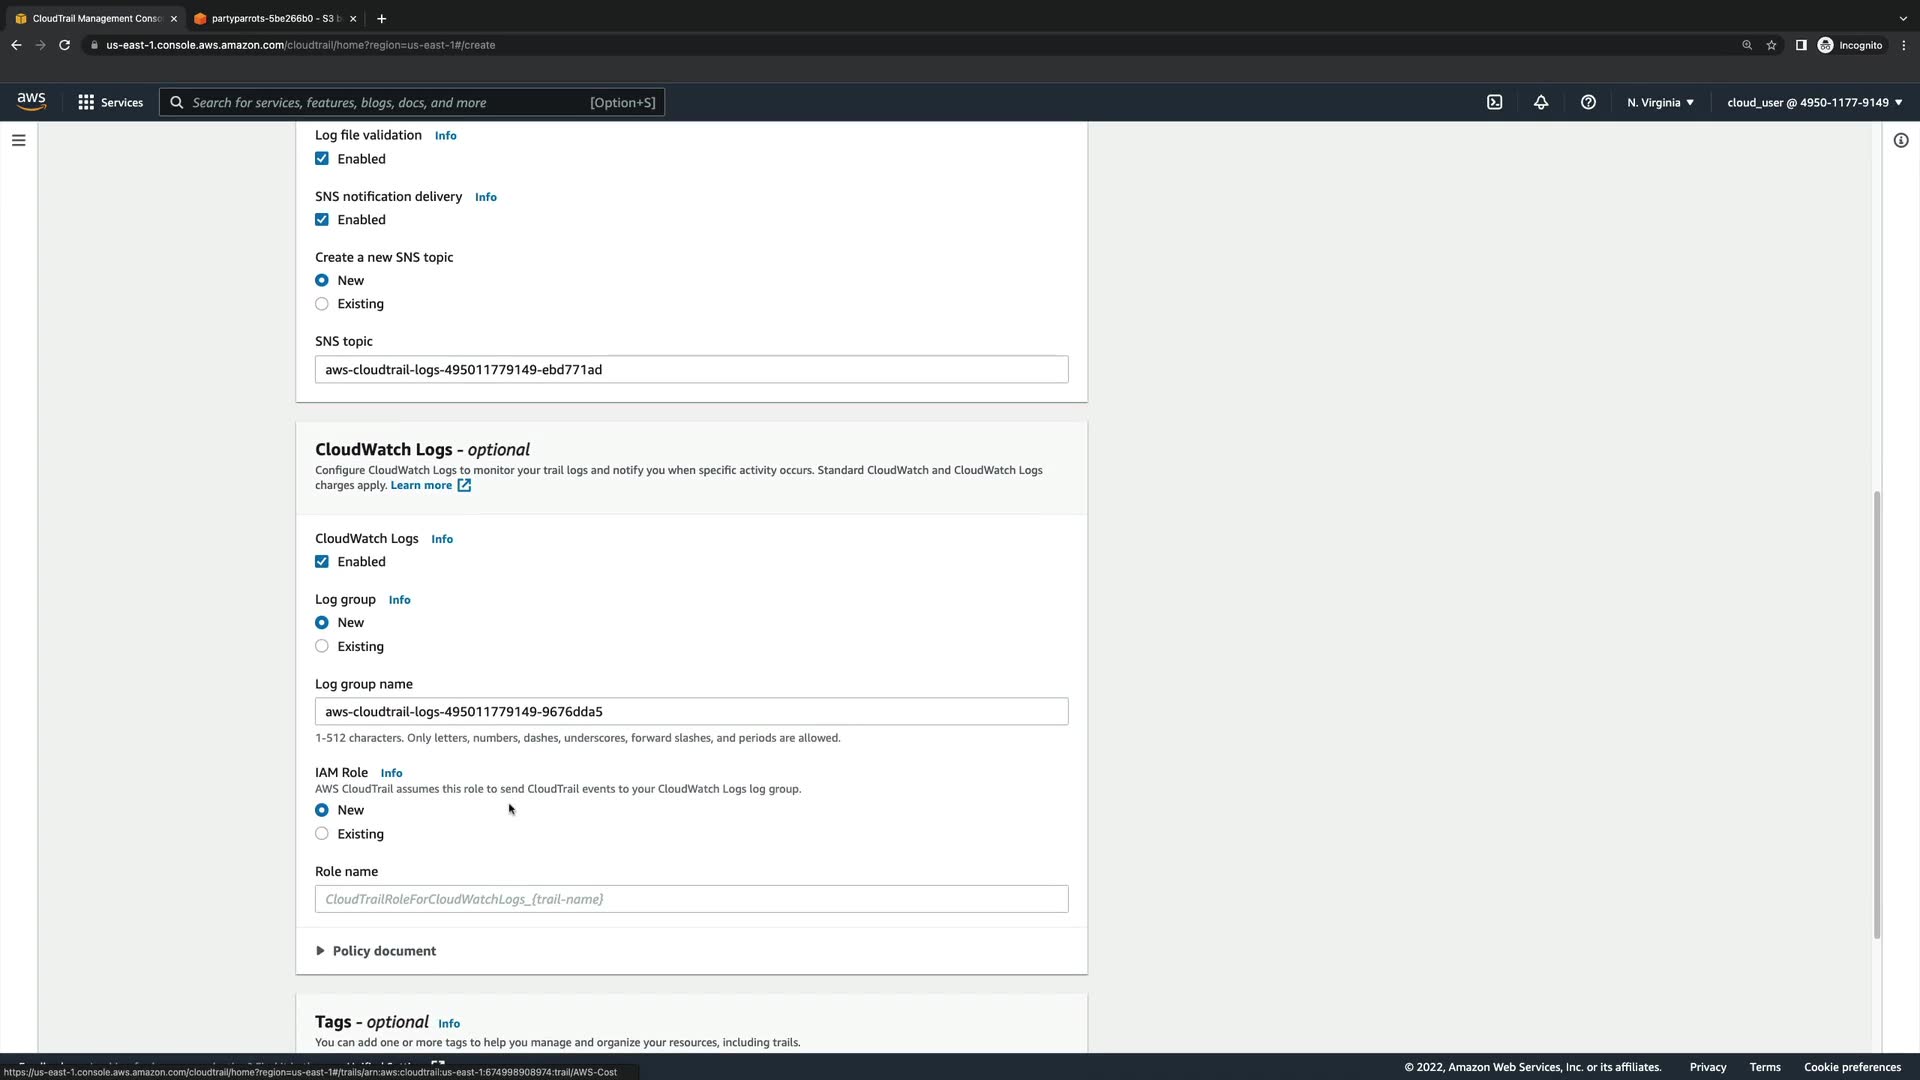 CloudTrail Management Conso
partyparrots-5be266b0 - S3 b
us-east-1.console.aws.amazon.com/cloudtrail/home?region=us-east-1#/create
Incognito
aws
Services
Search for services, features, blogs, docs, and more
[Option+S]
N. Virginia
cloud_user @ 4950-1177-9149
Log file validation Info
Enabled
SNS notification delivery Info
Enabled
Create a new SNS topic
New
Existing
SNS topic
aws-cloudtrail-logs-495011779149-ebd771ad
CloudWatch Logs - optional
Configure CloudWatch Logs to monitor your trail logs and notify you when specific activity occurs. Standard CloudWatch and CloudWatch Logs
charges apply. Learn more
CloudWatch Logs Info
Enabled
Log group Info
New
Existing
Log group name
aws-cloudtrail-logs-495011779149-9676dda5
1-512 characters. Only letters, numbers, dashes, underscores, forward slashes, and periods are allowed.
IAM Role Info
AWS CloudTrail assumes this role to send CloudTrail events to your CloudWatch Logs log group.
New
Existing
Role name
CloudTrailRoleForCloudWatchLogs_{trail-name}
Policy document
Tags - optional Info
You can add one or more tags to help you manage and organize your resources, including trails.
© 2022, Amazon Web Services, Inc. or its affiliates.
Privacy
Terms
Cookie preferences
https://us-east-1.console.aws.amazon.com/cloudtrail/home?region=us-east-1#/trails/arn:aws:cloudtrail:us-east-1:674998908974:trail/AWS-Cost